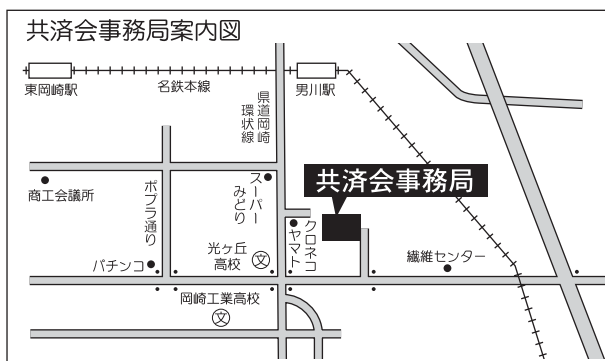 共済会事務局案内図
東岡崎駅
名鉄本線
男川駅
県道岡崎
環状線
商工会議所
ポプラ通り
スーパー
みどり
共済会事務局
クロネコ
ヤマト
パチンコ
光ヶ丘
高校
文
繊維センター
岡崎工業高校
文